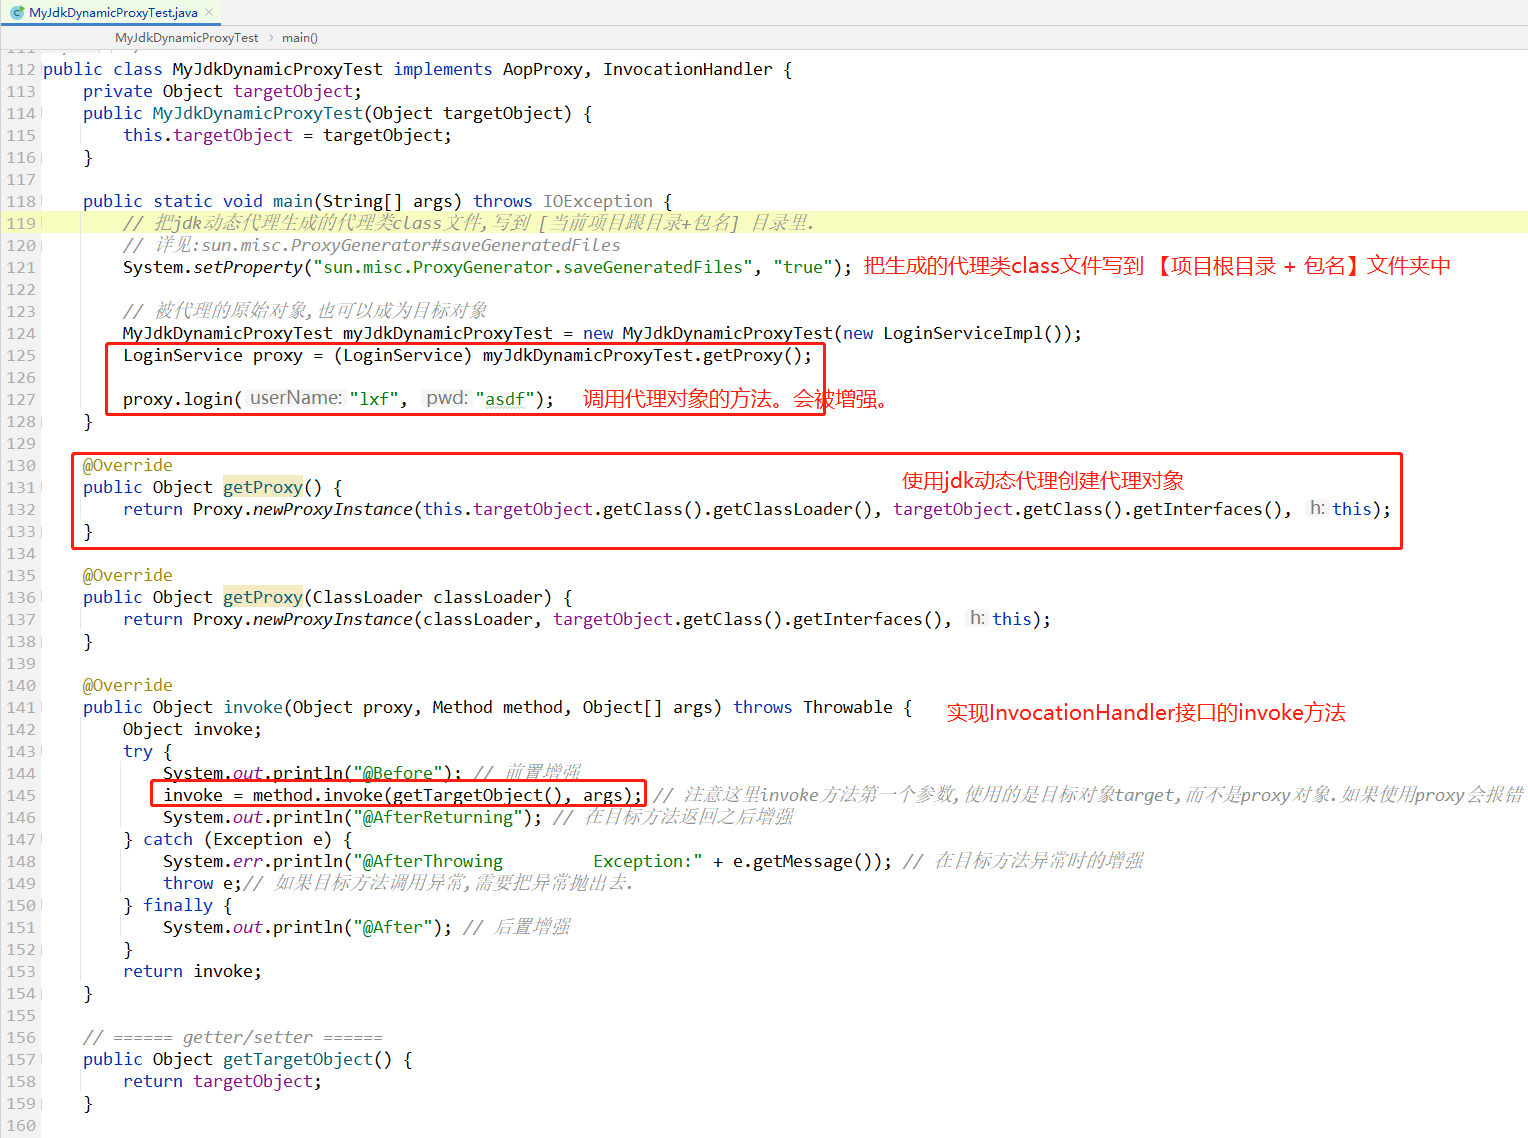 MyJdkDynamicProxyTest.java
MyJdkDynamicProxyTest › main()
112 public class MyJdkDynamicProxyTest implements AopProxy, InvocationHandler {
113 private Object targetObject;
114 public MyJdkDynamicProxyTest(Object targetObject) {
115 this.targetObject = targetObject;
116 }
117
118 public static void main(String[] args) throws IOException {
119 // 把jdk动态代理生成的代理类class文件,写到 [当前项目跟目录+包名] 目录里.
120 // 详见:sun.misc.ProxyGenerator#saveGeneratedFiles
121 System.setProperty("sun.misc.ProxyGenerator.saveGeneratedFiles", "true"); 把生成的代理类class文件写到 【项目根目录 + 包名】文件夹中
122
123 // 被代理的原始对象,也可以成为目标对象
124 MyJdkDynamicProxyTest myJdkDynamicProxyTest = new MyJdkDynamicProxyTest(new LoginServiceImpl());
125 LoginService proxy = (LoginService) myJdkDynamicProxyTest.getProxy();
126
127 proxy.login( userName: "lxf", pwd: "asdf"); 调用代理对象的方法。会被增强。
128 }
129
130 @Override
使用jdk动态代理创建代理对象
131 public Object getProxy() {
132 return Proxy.newProxyInstance(this.targetObject.getClass().getClassLoader(), targetObject.getClass().getInterfaces(), h: this);
133 }
134
135 @Override
136 public Object getProxy(ClassLoader classLoader) {
137 return Proxy.newProxyInstance(classLoader, targetObject.getClass().getInterfaces(), h: this);
138 }
139
140 @Override
141 public Object invoke(Object proxy, Method method, Object[] args) throws Throwable { 实现InvocationHandler接口的invoke方法
142 Object invoke;
143 try {
144 System.out.println("@Before"); // 前置增强
145 invoke = method.invoke(getTargetObject(), args); // 注意这里invoke方法第一个参数,使用的是目标对象target,而不是proxy对象.如果使用proxy会报错
146 System.out.println("@AfterReturning"); // 在目标方法返回之后增强
147 } catch (Exception e) {
148 System.err.println("@AfterThrowing         Exception:" + e.getMessage()); // 在目标方法异常时的增强
149 throw e;// 如果目标方法调用异常,需要把异常抛出去.
150 } finally {
151 System.out.println("@After"); // 后置增强
152 }
153 return invoke;
154 }
155
156 // ====== getter/setter ======
157 public Object getTargetObject() {
158 return targetObject;
159 }
160